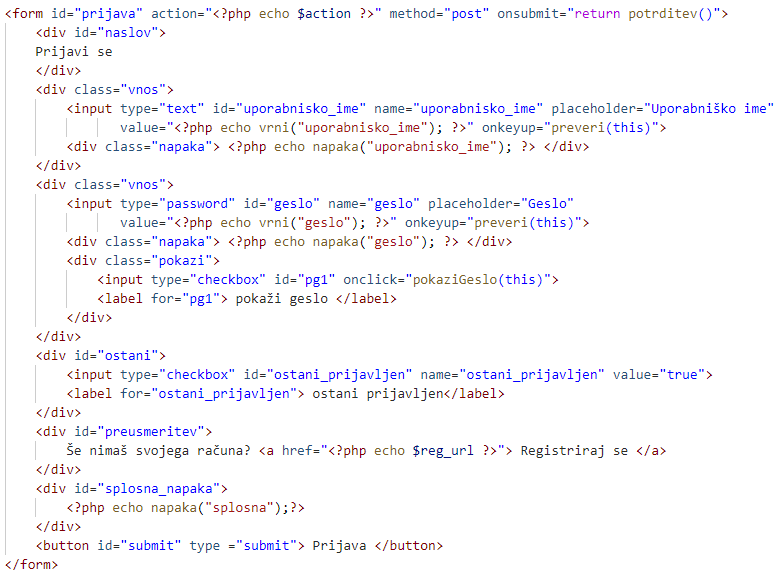 <form id="prijava" action="<?php echo $action ?>" method="post" onsubmit="return potrditev()">
    <div id="naslov">
    Prijavi se
    </div>
    <div class="vnos">
        <input type="text" id="uporabnisko_ime" name="uporabnisko_ime" placeholder="Uporabniško ime"
               value="<?php echo vrni("uporabnisko_ime"); ?>" onkeyup="preveri(this)">
        <div class="napaka"> <?php echo napaka("uporabnisko_ime"); ?> </div>
    </div>
    <div class="vnos">
        <input type="password" id="geslo" name="geslo" placeholder="Geslo"
               value="<?php echo vrni("geslo"); ?>" onkeyup="preveri(this)">
        <div class="napaka"> <?php echo napaka("geslo"); ?> </div>
        <div class="pokazi">
            <input type="checkbox" id="pg1" onclick="pokaziGeslo(this)">
            <label for="pg1"> pokaži geslo </label>
        </div>
    </div>
    <div id="ostani">
        <input type="checkbox" id="ostani_prijavljen" name="ostani_prijavljen" value="true">
        <label for="ostani_prijavljen"> ostani prijavljen</label>
    </div>
    <div id="preusmeritev">
        Še nimaš svojega računa? <a href="<?php echo $reg_url ?>"> Registriraj se </a>
    </div>
    <div id="splosna_napaka">
        <?php echo napaka("splosna");?>
    </div>
    <button id="submit" type ="submit"> Prijava </button>
</form>